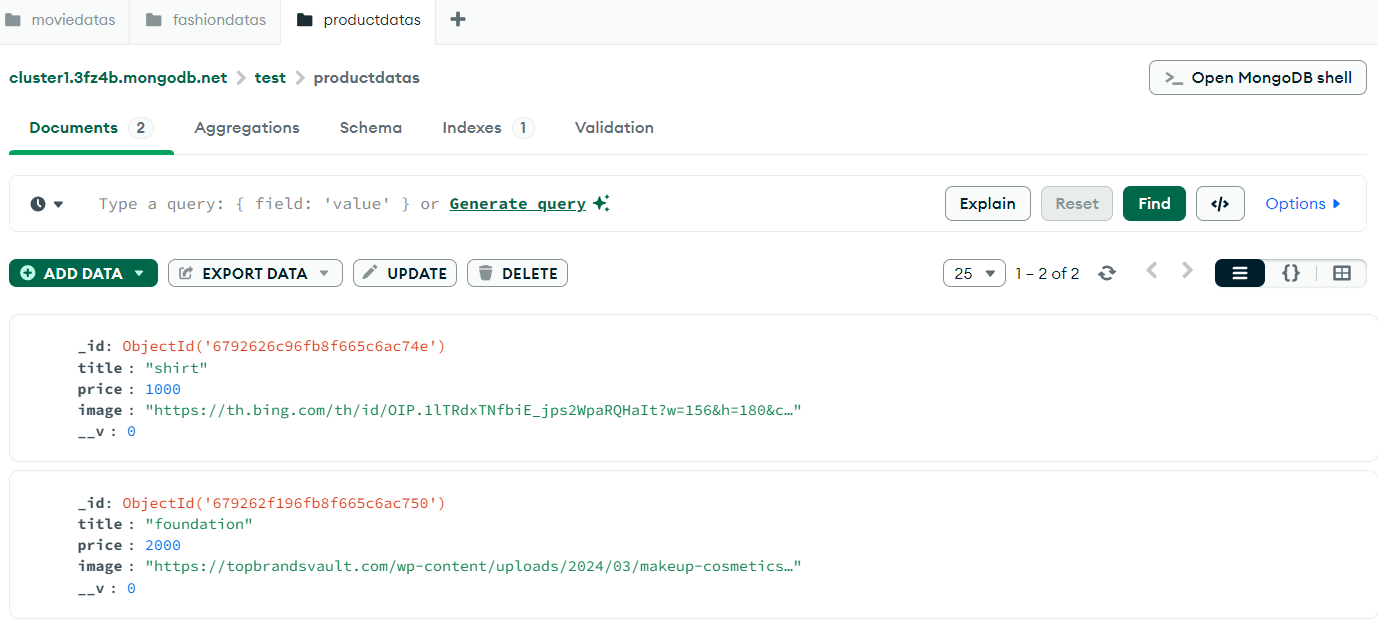 moviedatas fashiondatas productdatas
cluster1.3fz4b.mongodb.net > test > productdatas
>_ Open MongoDB shell
Documents 2 Aggregations Schema Indexes 1 Validation
Type a query: { field: 'value' } or Generate query
Explain Reset Find </> Options
ADD DATA EXPORT DATA UPDATE DELETE
25 1 – 2 of 2 {}
_id: ObjectId('6792626c96fb8f665c6ac74e')
title : "shirt"
price : 1000
image : "https://th.bing.com/th/id/OIP.1lTRdxTNfbiE_jps2WpaRQHaIt?w=156&h=180&c…"
__v : 0
_id: ObjectId('679262f196fb8f665c6ac750')
title : "foundation"
price : 2000
image : "https://topbrandsvault.com/wp-content/uploads/2024/03/makeup-cosmetics…"
__v : 0